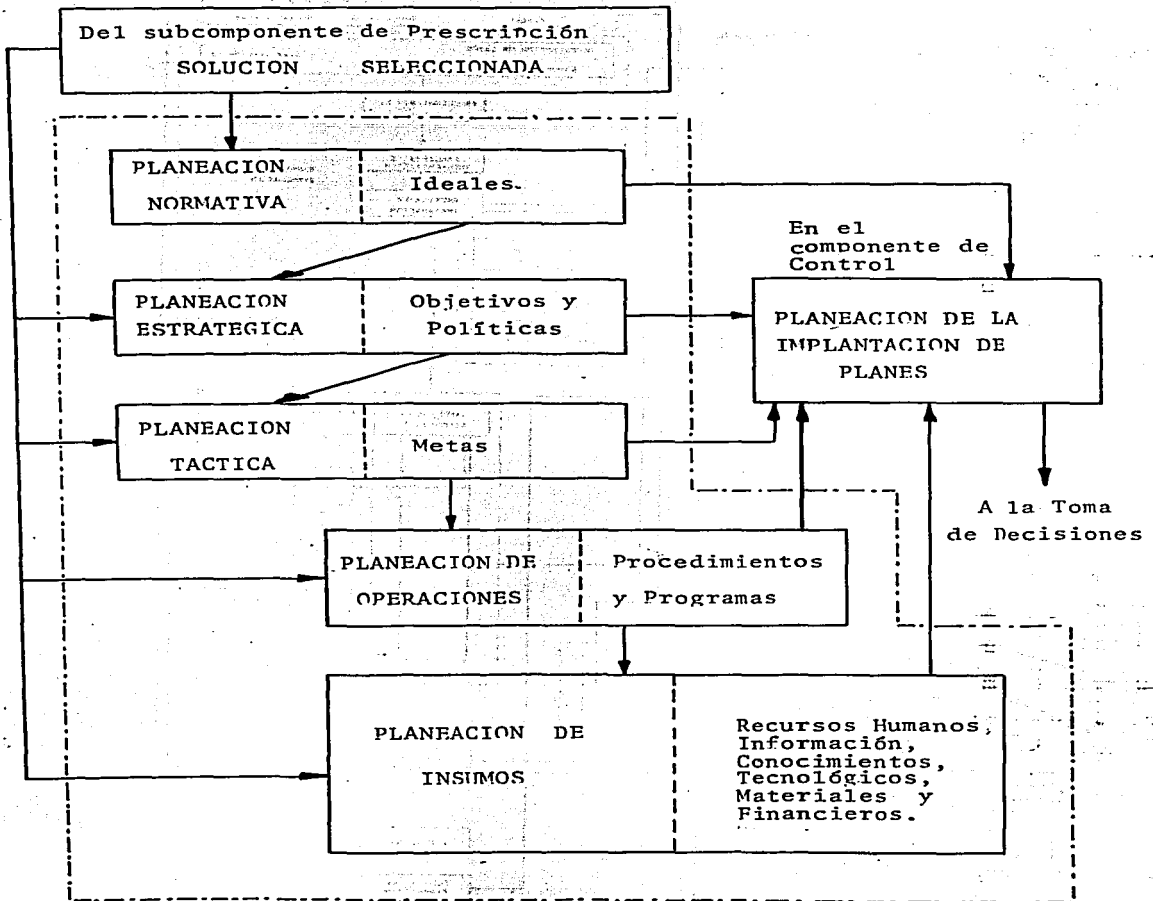 Del subcomponente de Prescrinción
SOLUCION SELECCIONADA
PLANEACION
NORMATIVA
Ideales.
En el
componente de
Control
PLANEACION
ESTRATEGICA
Objetivos y
Políticas
PLANEACION DE LA
IMPLANTACION DE
PLANES
PLANEACION
TACTICA
Metas
A la Toma
de Decisiones
PLANEACION DE
OPERACIONES
Procedimientos
y Programas
PLANEACION DE
INSUMOS
Recursos Humanos,
Información,
Conocimientos,
Tecnológicos,
Materiales y
Financieros.